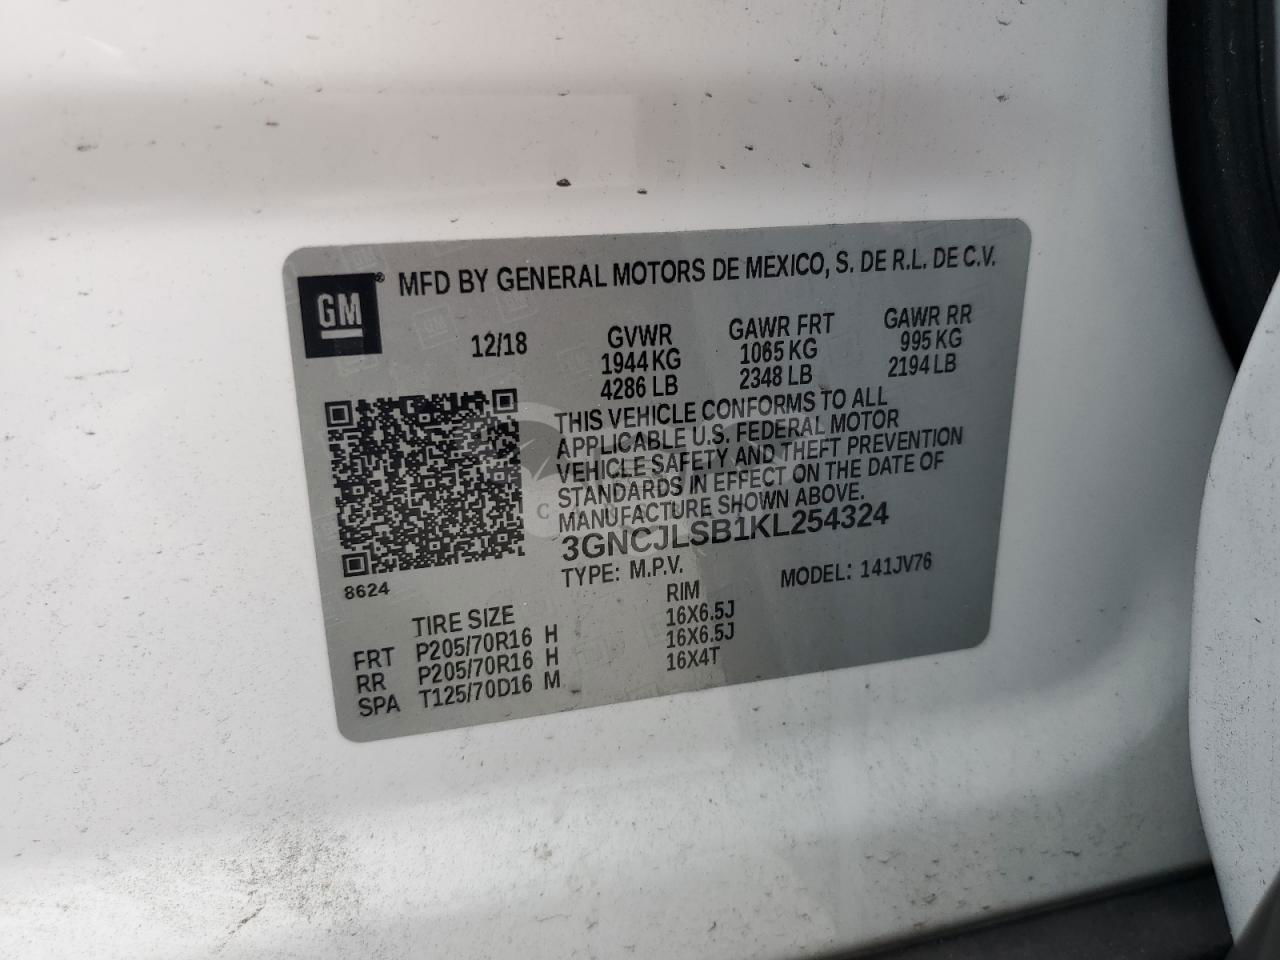 GM ® MFD BY GENERAL MOTORS DE MEXICO, S. DE R.L. DE C.V.
12/18 GVWR GAWR FRT GAWR RR
1944 KG 1065 KG 995 KG
4286 LB 2348 LB 2194 LB
THIS VEHICLE CONFORMS TO ALL
APPLICABLE U.S. FEDERAL MOTOR
VEHICLE SAFETY AND THEFT PREVENTION
STANDARDS IN EFFECT ON THE DATE OF
MANUFACTURE SHOWN ABOVE.
3GNCJLSB1KL254324
TYPE: M.P.V. MODEL: 141JV76
8624
TIRE SIZE RIM
FRT P205/70R16 H 16X6.5J
RR P205/70R16 H 16X6.5J
SPA T125/70D16 M 16X4T